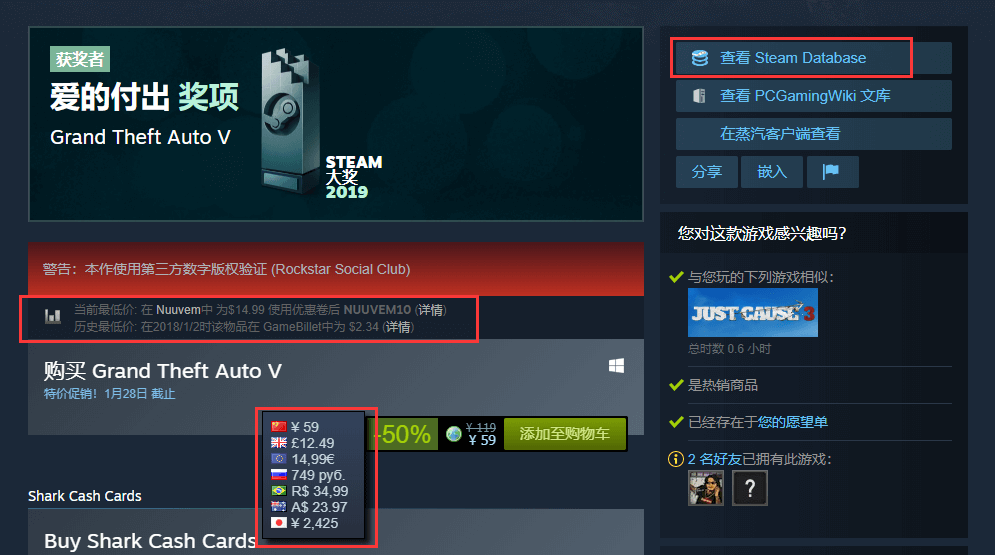 获奖者
爱的付出 奖项
Grand Theft Auto V
STEAM
大奖
2019
警告：本作使用第三方数字版权验证 (Rockstar Social Club)
当前最低价: 在 Nuuvem中 为$14.99 使用优惠卷后 NUUVEM10 (详情)
历史最低价: 在2018/1/2时该物品在 GameBillet中为 $2.34 (详情)
购买 Grand Theft Auto V
特价促销！1月28日 截止
¥ 59
£12.49
14,99€
749 pуб.
R$ 34,99
A$ 23.97
¥ 2,425
-50%
¥ 119
¥ 59
添加至购物车
Shark Cash Cards
Buy Shark Cash Cards
查看 Steam Database
查看 PCGamingWiki 文库
在蒸汽客户端查看
分享
嵌入
您对这款游戏感兴趣吗?
与您玩的下列游戏相似：
JUST CAUSE 3
总时数 0.6 小时
是热销商品
已经存在于您的愿望单
2 名好友已拥有此游戏：
?